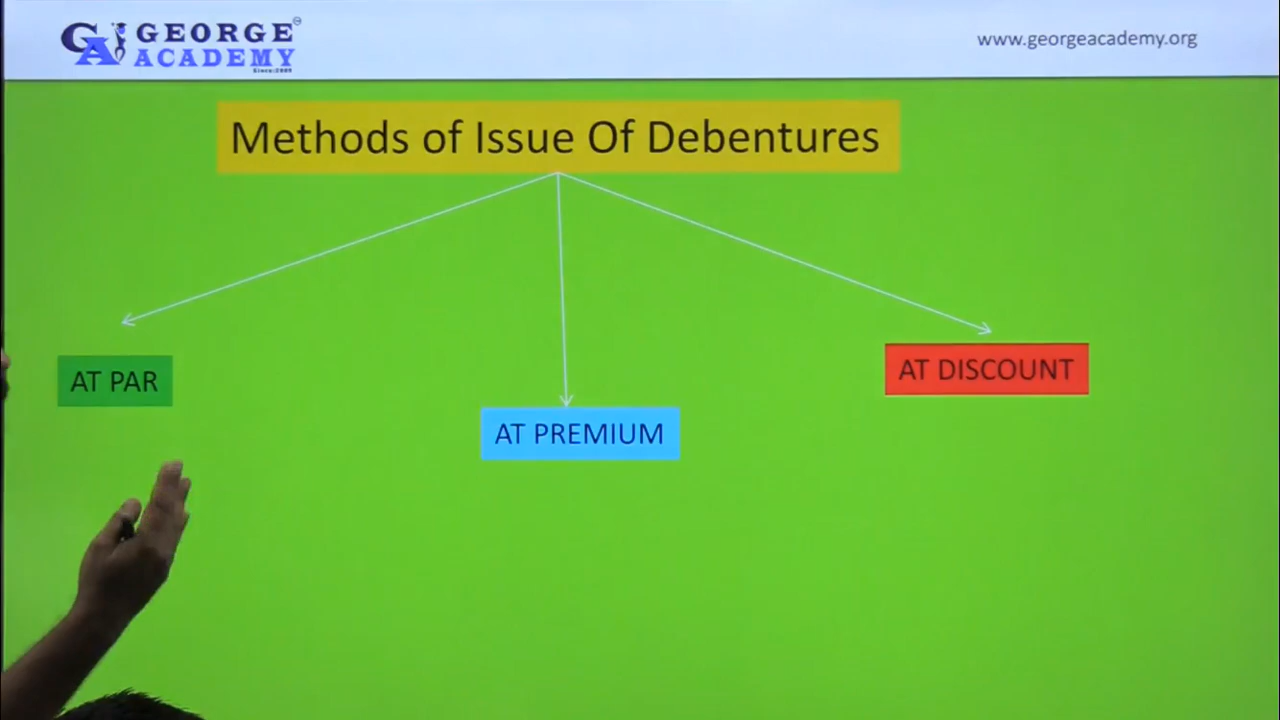 GEORGE
ACADEMY
Since:2005
www.georgeacademy.org
Methods of Issue Of Debentures
AT PAR
AT PREMIUM
AT DISCOUNT